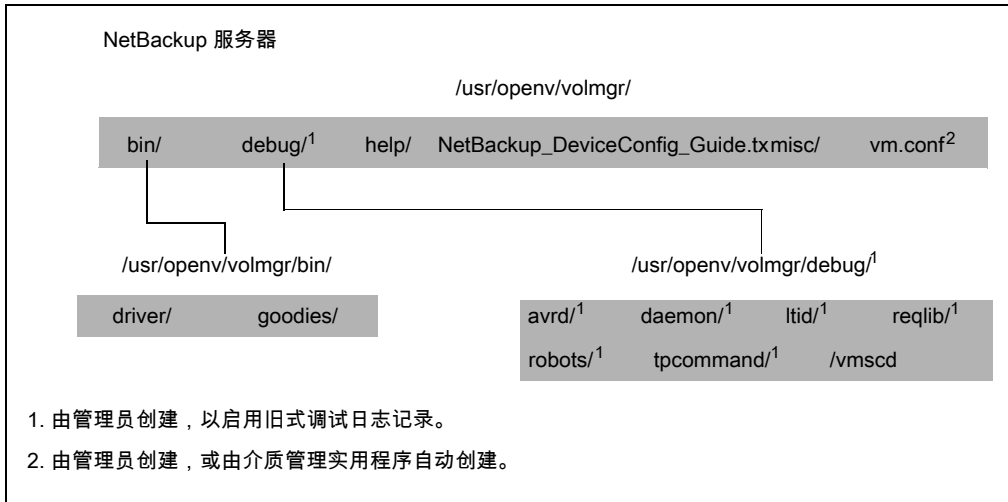 NetBackup 服务器
/usr/openv/volmgr/
bin/ debug/1 help/ NetBackup_DeviceConfig_Guide.txmisc/ vm.conf2
/usr/openv/volmgr/bin/ /usr/openv/volmgr/debug/1
driver/ goodies/ avrd/1 daemon/1 ltid/1 reqlib/1
robots/1 tpcommand/1 /vmscd
1. 由管理员创建，以启用旧式调试日志记录。
2. 由管理员创建，或由介质管理实用程序自动创建。